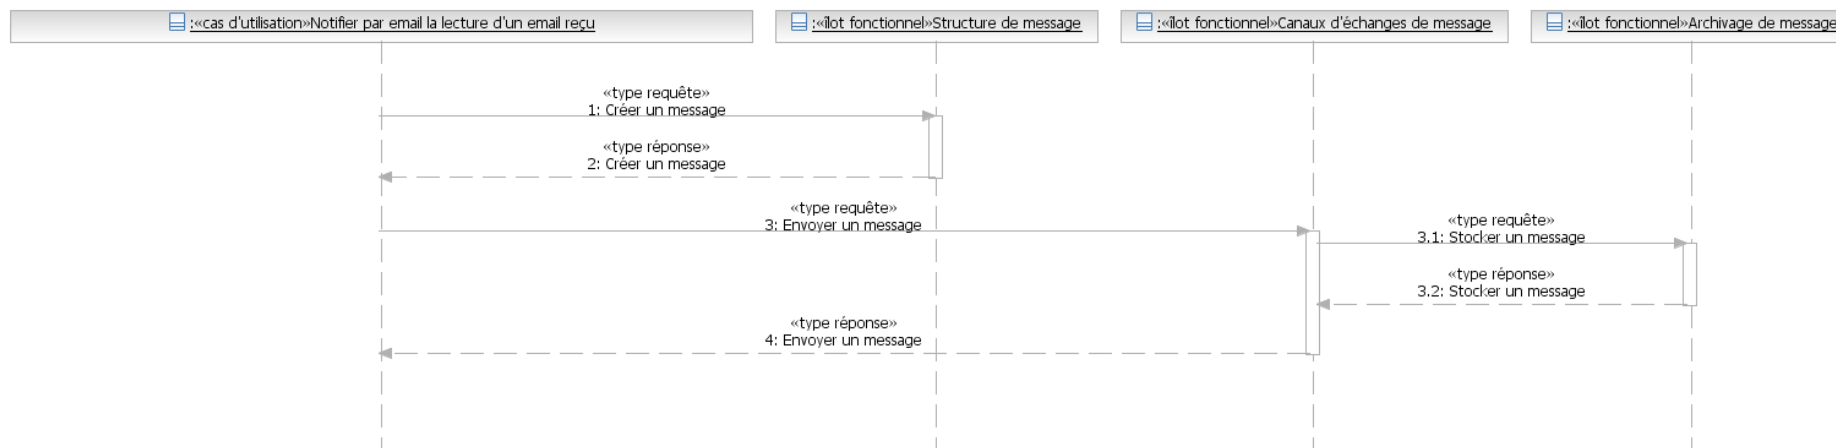 :«cas d'utilisation»Notifier par email la lecture d'un email reçu
:«îlot fonctionnel»Structure de message
:«îlot fonctionnel»Canaux d'échanges de message
:«îlot fonctionnel»Archivage de message
«type requête»
1: Créer un message
«type réponse»
2: Créer un message
«type requête»
3: Envoyer un message
«type requête»
3.1: Stocker un message
«type réponse»
3.2: Stocker un message
«type réponse»
4: Envoyer un message